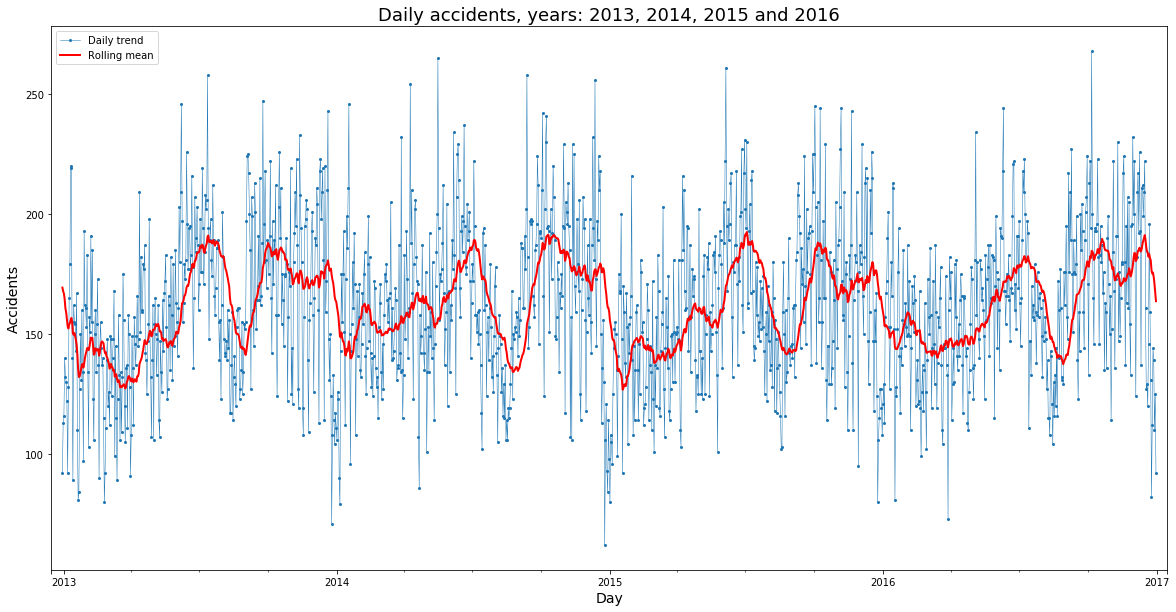 Daily accidents, years: 2013, 2014, 2015 and 2016
Daily trend
Rolling mean
Accidents
250
200
150
100
2013
2014
2015
2016
2017
Day